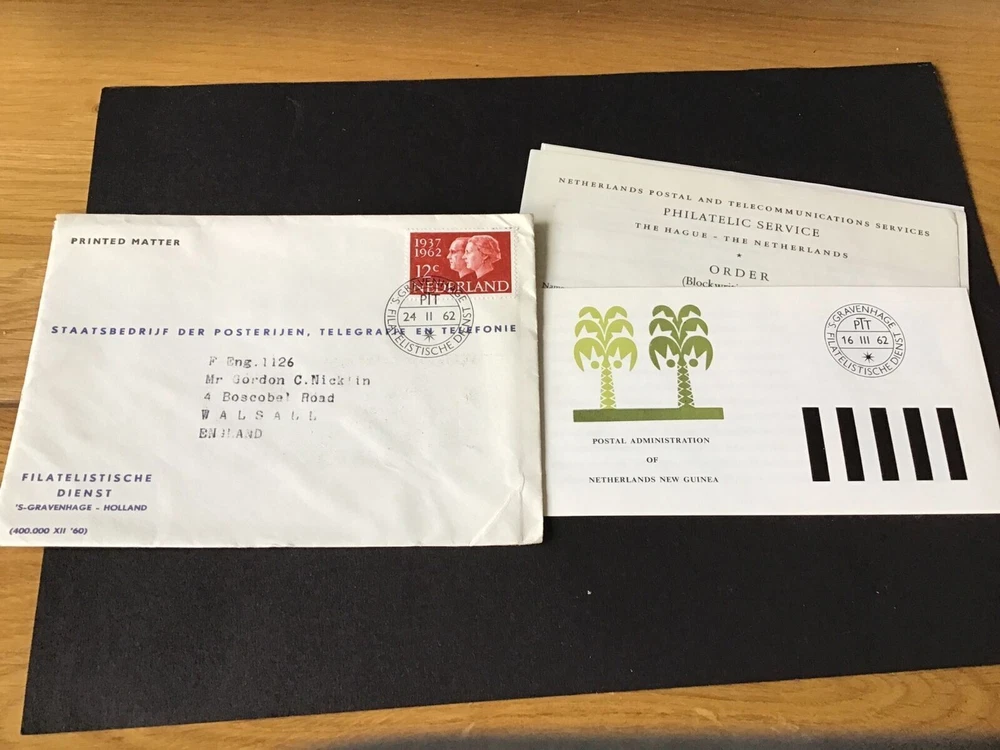 PRINTED MATTER
1937
1962
12c
NEDERLAND
'S GRAVENHAGE
PTT
24 II 62
FILATELISTISCHE DIENST
STAATSBEDRIJF DER POSTERIJEN, TELEGRAFIE EN TELEFONIE
F Eng.1126
Mr Gordon C.Nicklin
4 Boscobel Road
WALSALL
ENGLAND
FILATELISTISCHE
DIENST
'S-GRAVENHAGE - HOLLAND
(400.000 XII '60)
NETHERLANDS POSTAL AND TELECOMMUNICATIONS SERVICES
PHILATELIC SERVICE
THE HAGUE - THE NETHERLANDS
*
ORDER
(Blockwri
Name
'S GRAVENHAGE
PTT
16 III 62
FILATELISTISCHE DIENST
POSTAL ADMINISTRATION
OF
NETHERLANDS NEW GUINEA